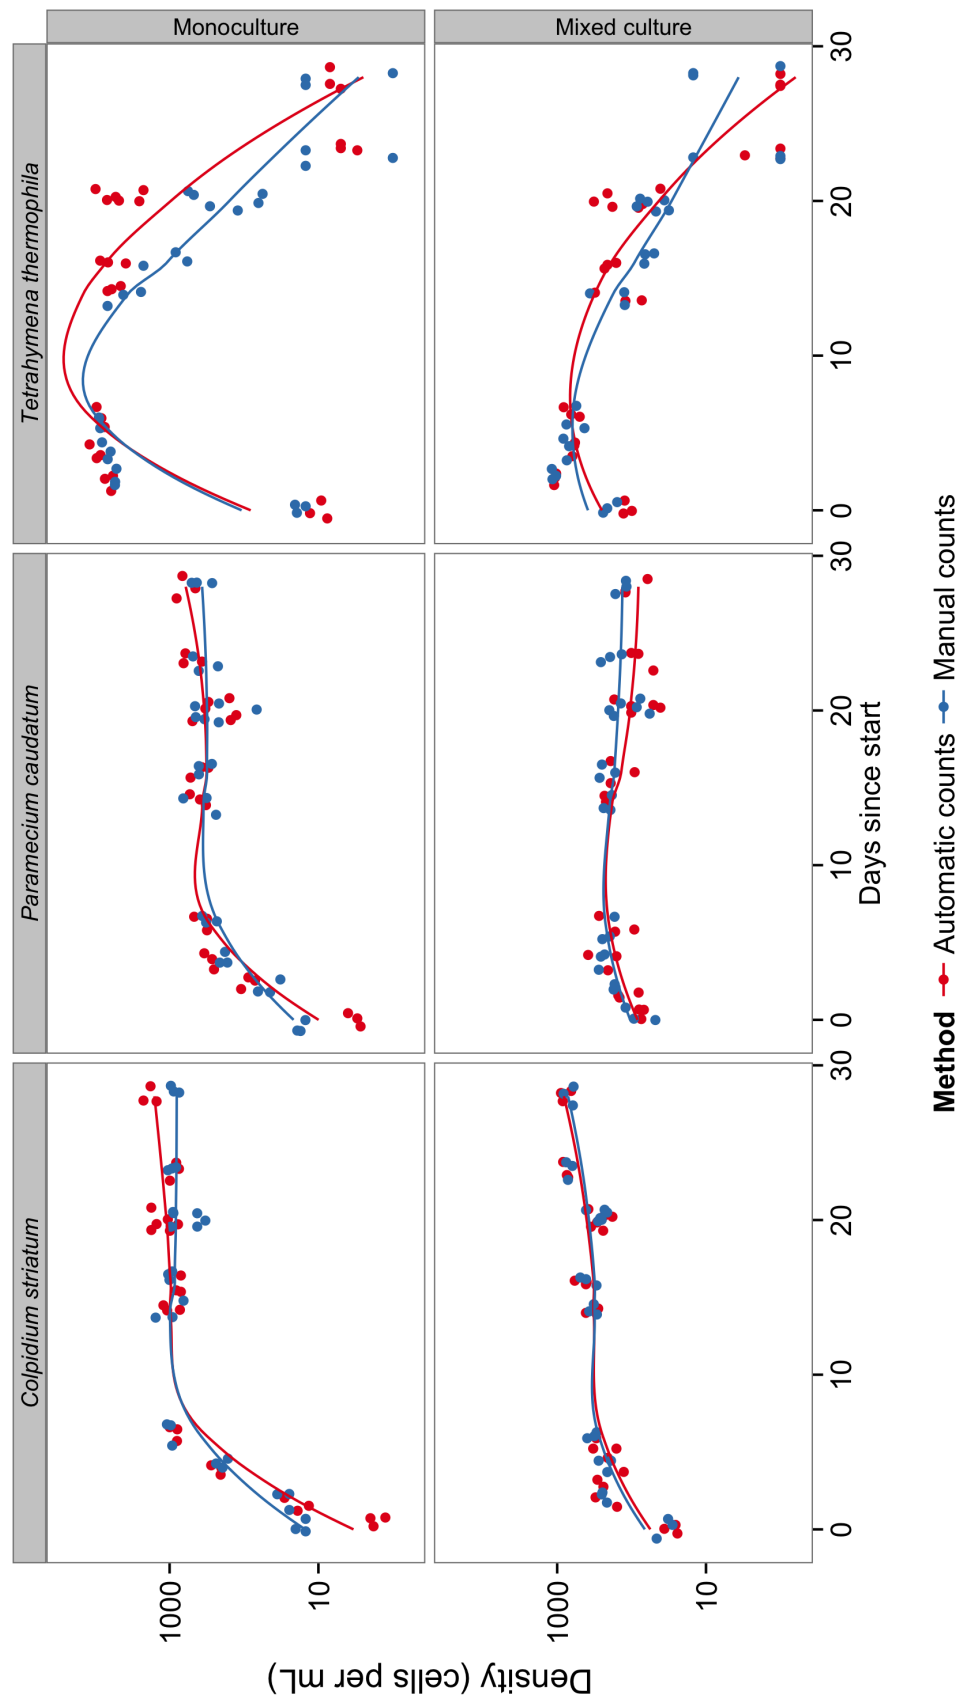 Colpidium striatum
Paramecium caudatum
Tetrahymena thermophila
Monoculture
Mixed culture
Density (cells per mL)
1000
10
1000
10
0
10
20
30
0
10
20
30
0
10
20
30
Days since start
Method Automatic counts Manual counts